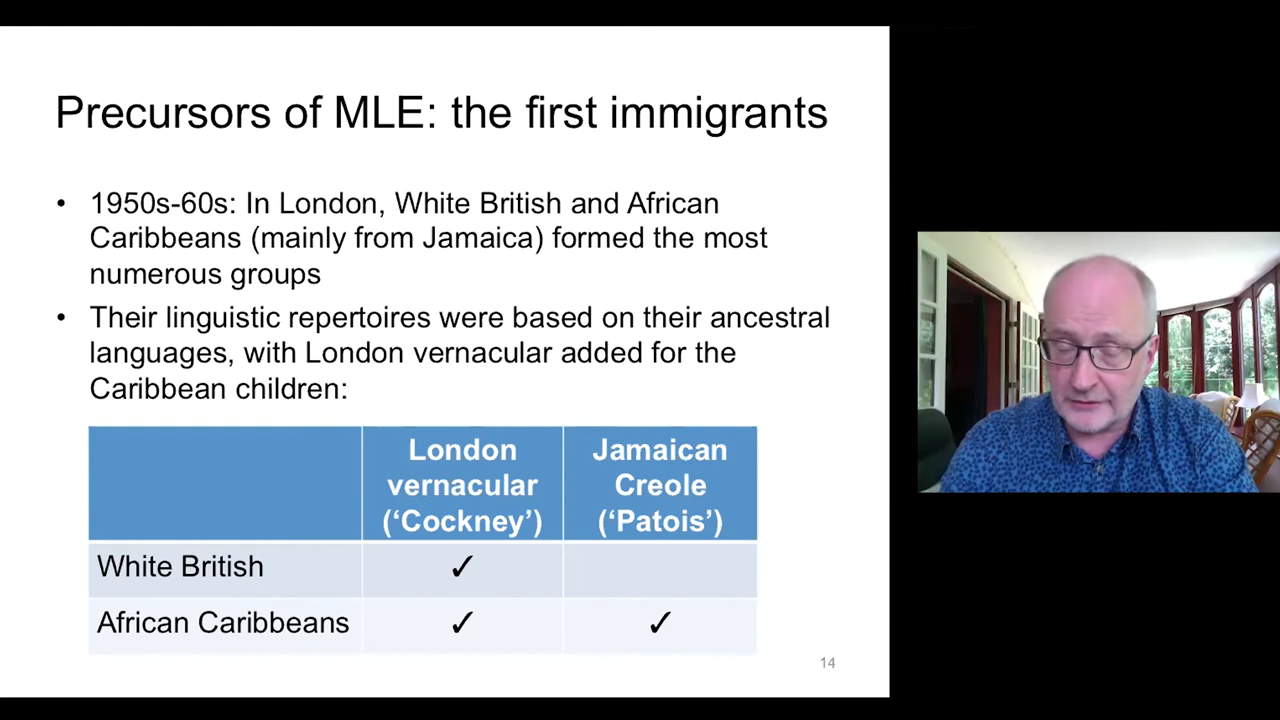 Precursors of MLE: the first immigrants
• 1950s-60s: In London, White British and African
Caribbeans (mainly from Jamaica) formed the most
numerous groups
• Their linguistic repertoires were based on their ancestral
languages, with London vernacular added for the
Caribbean children:
London
vernacular
(‘Cockney’)
Jamaican
Creole
(‘Patois’)
White British ✓
African Caribbeans ✓ ✓
14